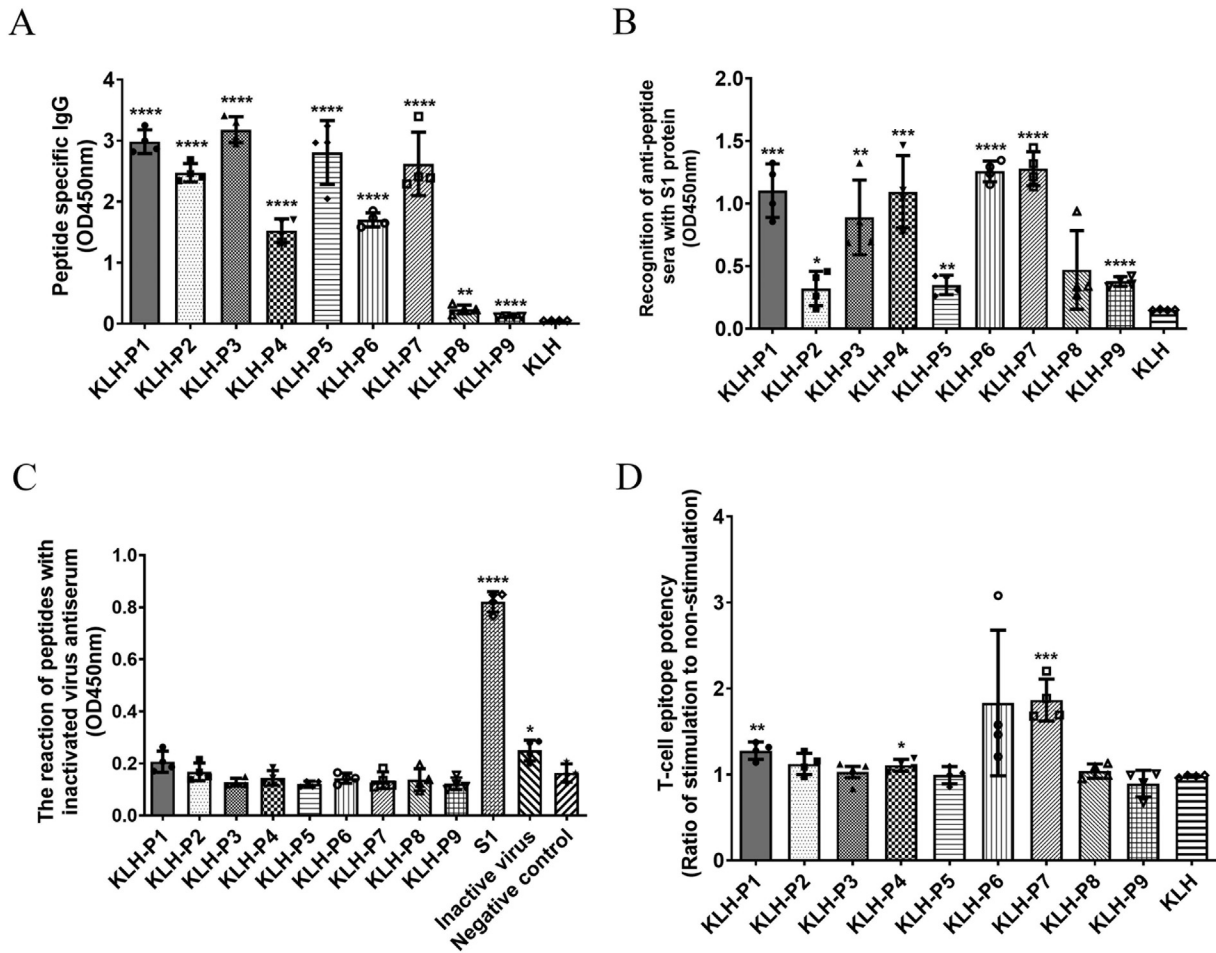 A
Peptide specific IgG
(OD450nm)
4
3
2
1
0
****
****
****
****
****
****
****
**
****
KLH-P1
KLH-P2
KLH-P3
KLH-P4
KLH-P5
KLH-P6
KLH-P7
KLH-P8
KLH-P9
KLH
B
Recognition of anti-peptide
sera with S1 protein
(OD450nm)
2.0
1.5
1.0
0.5
0.0
***
*
**
***
**
****
****
****
KLH-P1
KLH-P2
KLH-P3
KLH-P4
KLH-P5
KLH-P6
KLH-P7
KLH-P8
KLH-P9
KLH
C
The reaction of peptides with
inactivated virus antiserum
(OD450nm)
1.0
0.8
0.6
0.4
0.2
0.0
****
*
KLH-P1
KLH-P2
KLH-P3
KLH-P4
KLH-P5
KLH-P6
KLH-P7
KLH-P8
KLH-P9
S1
Inactive virus
Negative control
D
T-cell epitope potency
(Ratio of stimulation to non-stimulation)
4
3
2
1
0
**
*
***
KLH-P1
KLH-P2
KLH-P3
KLH-P4
KLH-P5
KLH-P6
KLH-P7
KLH-P8
KLH-P9
KLH